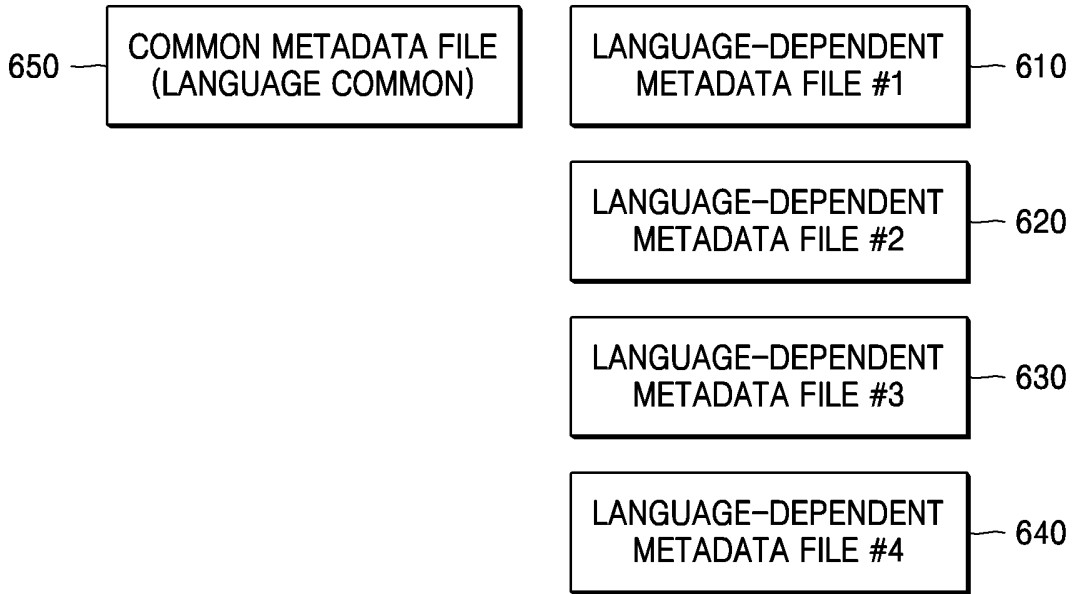 650
COMMON METADATA FILE
(LANGUAGE COMMON)
LANGUAGE-DEPENDENT
METADATA FILE #1
610
LANGUAGE-DEPENDENT
METADATA FILE #2
620
LANGUAGE-DEPENDENT
METADATA FILE #3
630
LANGUAGE-DEPENDENT
METADATA FILE #4
640